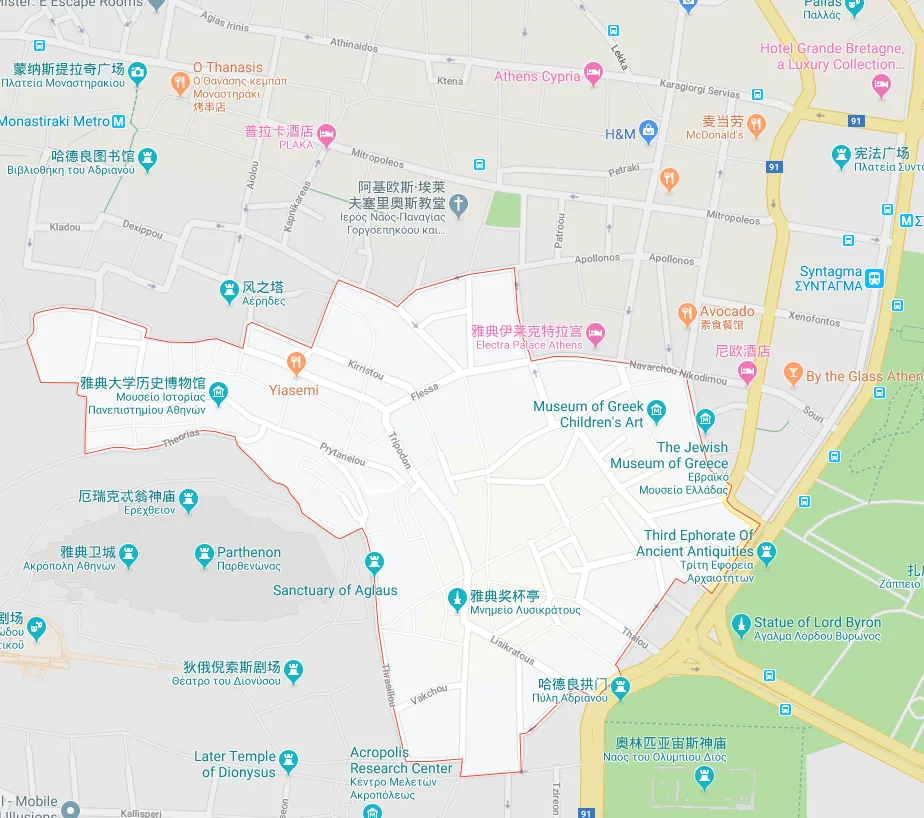 Mister. E Escape Rooms
Pallas
Παλλάς
Agias Irinis
Athinaidos
Lekka
Hotel Grande Bretagne,
a Luxury Collection...
蒙纳斯提拉奇广场
Πλατεία Μοναστηρακίου
O Thanasis
Ο Θανάσης-κεμπάπ
Μοναστηράκι
烤串店
Ktena
Athens Cypria
Karagiorgi Servias
Monastiraki Metro
M
普拉卡酒店
PLAKA
H&M
麦当劳
McDonald's
91
哈德良图书馆
Βιβλιοθήκη του Αδριανού
宪法广场
Πλατεία Συντα
Mitropoleos
Petraki
91
Aiolou
Kapnikareas
阿基欧斯·埃莱
夫塞里奥斯教堂
Ιερός Ναός-Παναγίας
Γοργοεπηκόου και...
Patroou
Mitropoleos
M
ΣΎ
Kladou
Dexippou
Apollonos
Apollonos
Syntagma
ΣΥΝΤΑΓΜΑ
风之塔
Αέρηδες
Avocado
素食餐馆
Xenofontos
雅典伊莱克特拉宫
Electra Palace Athens
尼欧酒店
Navarchou Nikodimou
By the Glass Athen
Yiasemi
Kirristou
Flessa
雅典大学历史博物馆
Μουσείο Ιστορίας
Πανεπιστημίου Αθηνών
Museum of Greek
Children's Art
Souri
Theorias
Prytaneiou
Tripodon
The Jewish
Museum of Greece
Εβραϊκό
Μουσείο Ελλάδας
厄瑞克忒翁神庙
Ερέχθειον
雅典卫城
Ακρόπολη Αθηνών
Parthenon
Παρθενώνας
Third Ephorate Of
Ancient Antiquities
Τρίτη Εφορεία
Αρχαιοτήτων
Sanctuary of Aglaus
扎
Ζάππειο
雅典奖杯亭
Μνημείο Λυσικράτους
剧场
ώδου
τικού
Statue of Lord Byron
Άγαλμα Λόρδου Βύρωνος
Thalou
Lisikratous
狄俄倪索斯剧场
Θέατρο του Διονύσου
Thrasillou
Vakchou
哈德良拱门
Πύλη Αδριανού
奥林匹亚宙斯神庙
Ναός του Ολυμπίου Διός
Later Temple
of Dionysus
Acropolis
Research Center
Κέντρο Μελετών
Ακροπόλεως
l - Mobile
Illusions
Kallisperi
Tzireon
91